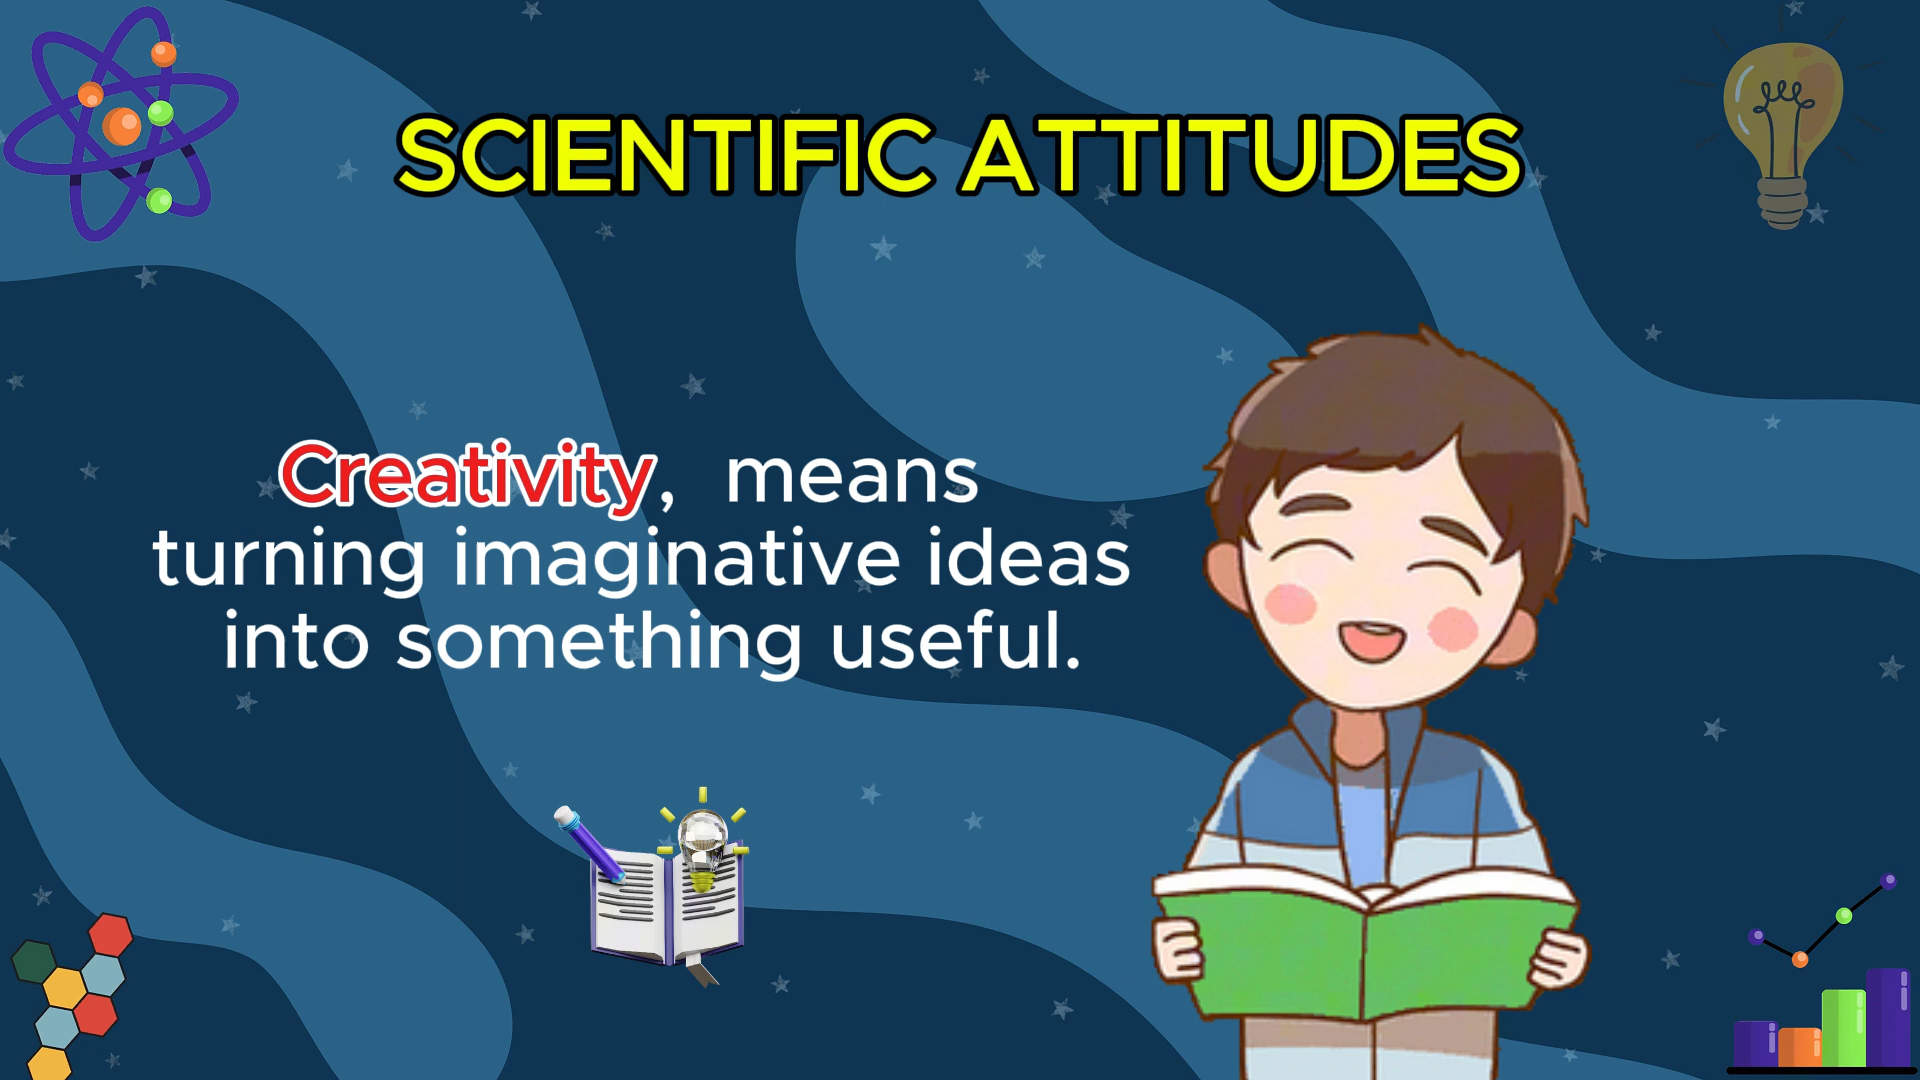 SCIENTIFIC ATTITUDES
Creativity, means
turning imaginative ideas
into something useful.